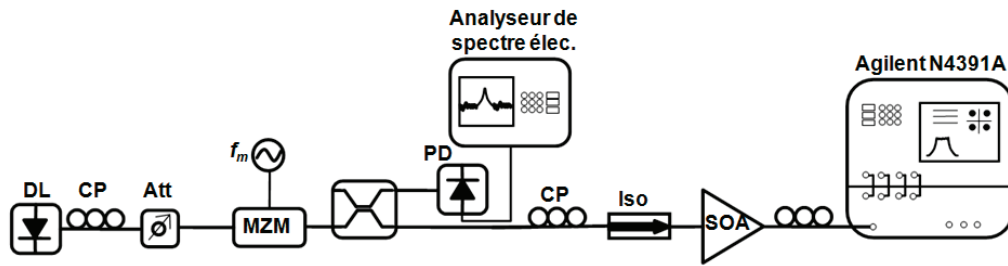 Analyseur de
spectre élec.
Agilent N4391A
fm
PD
DL
CP
Att
MZM
CP
Iso
SOA